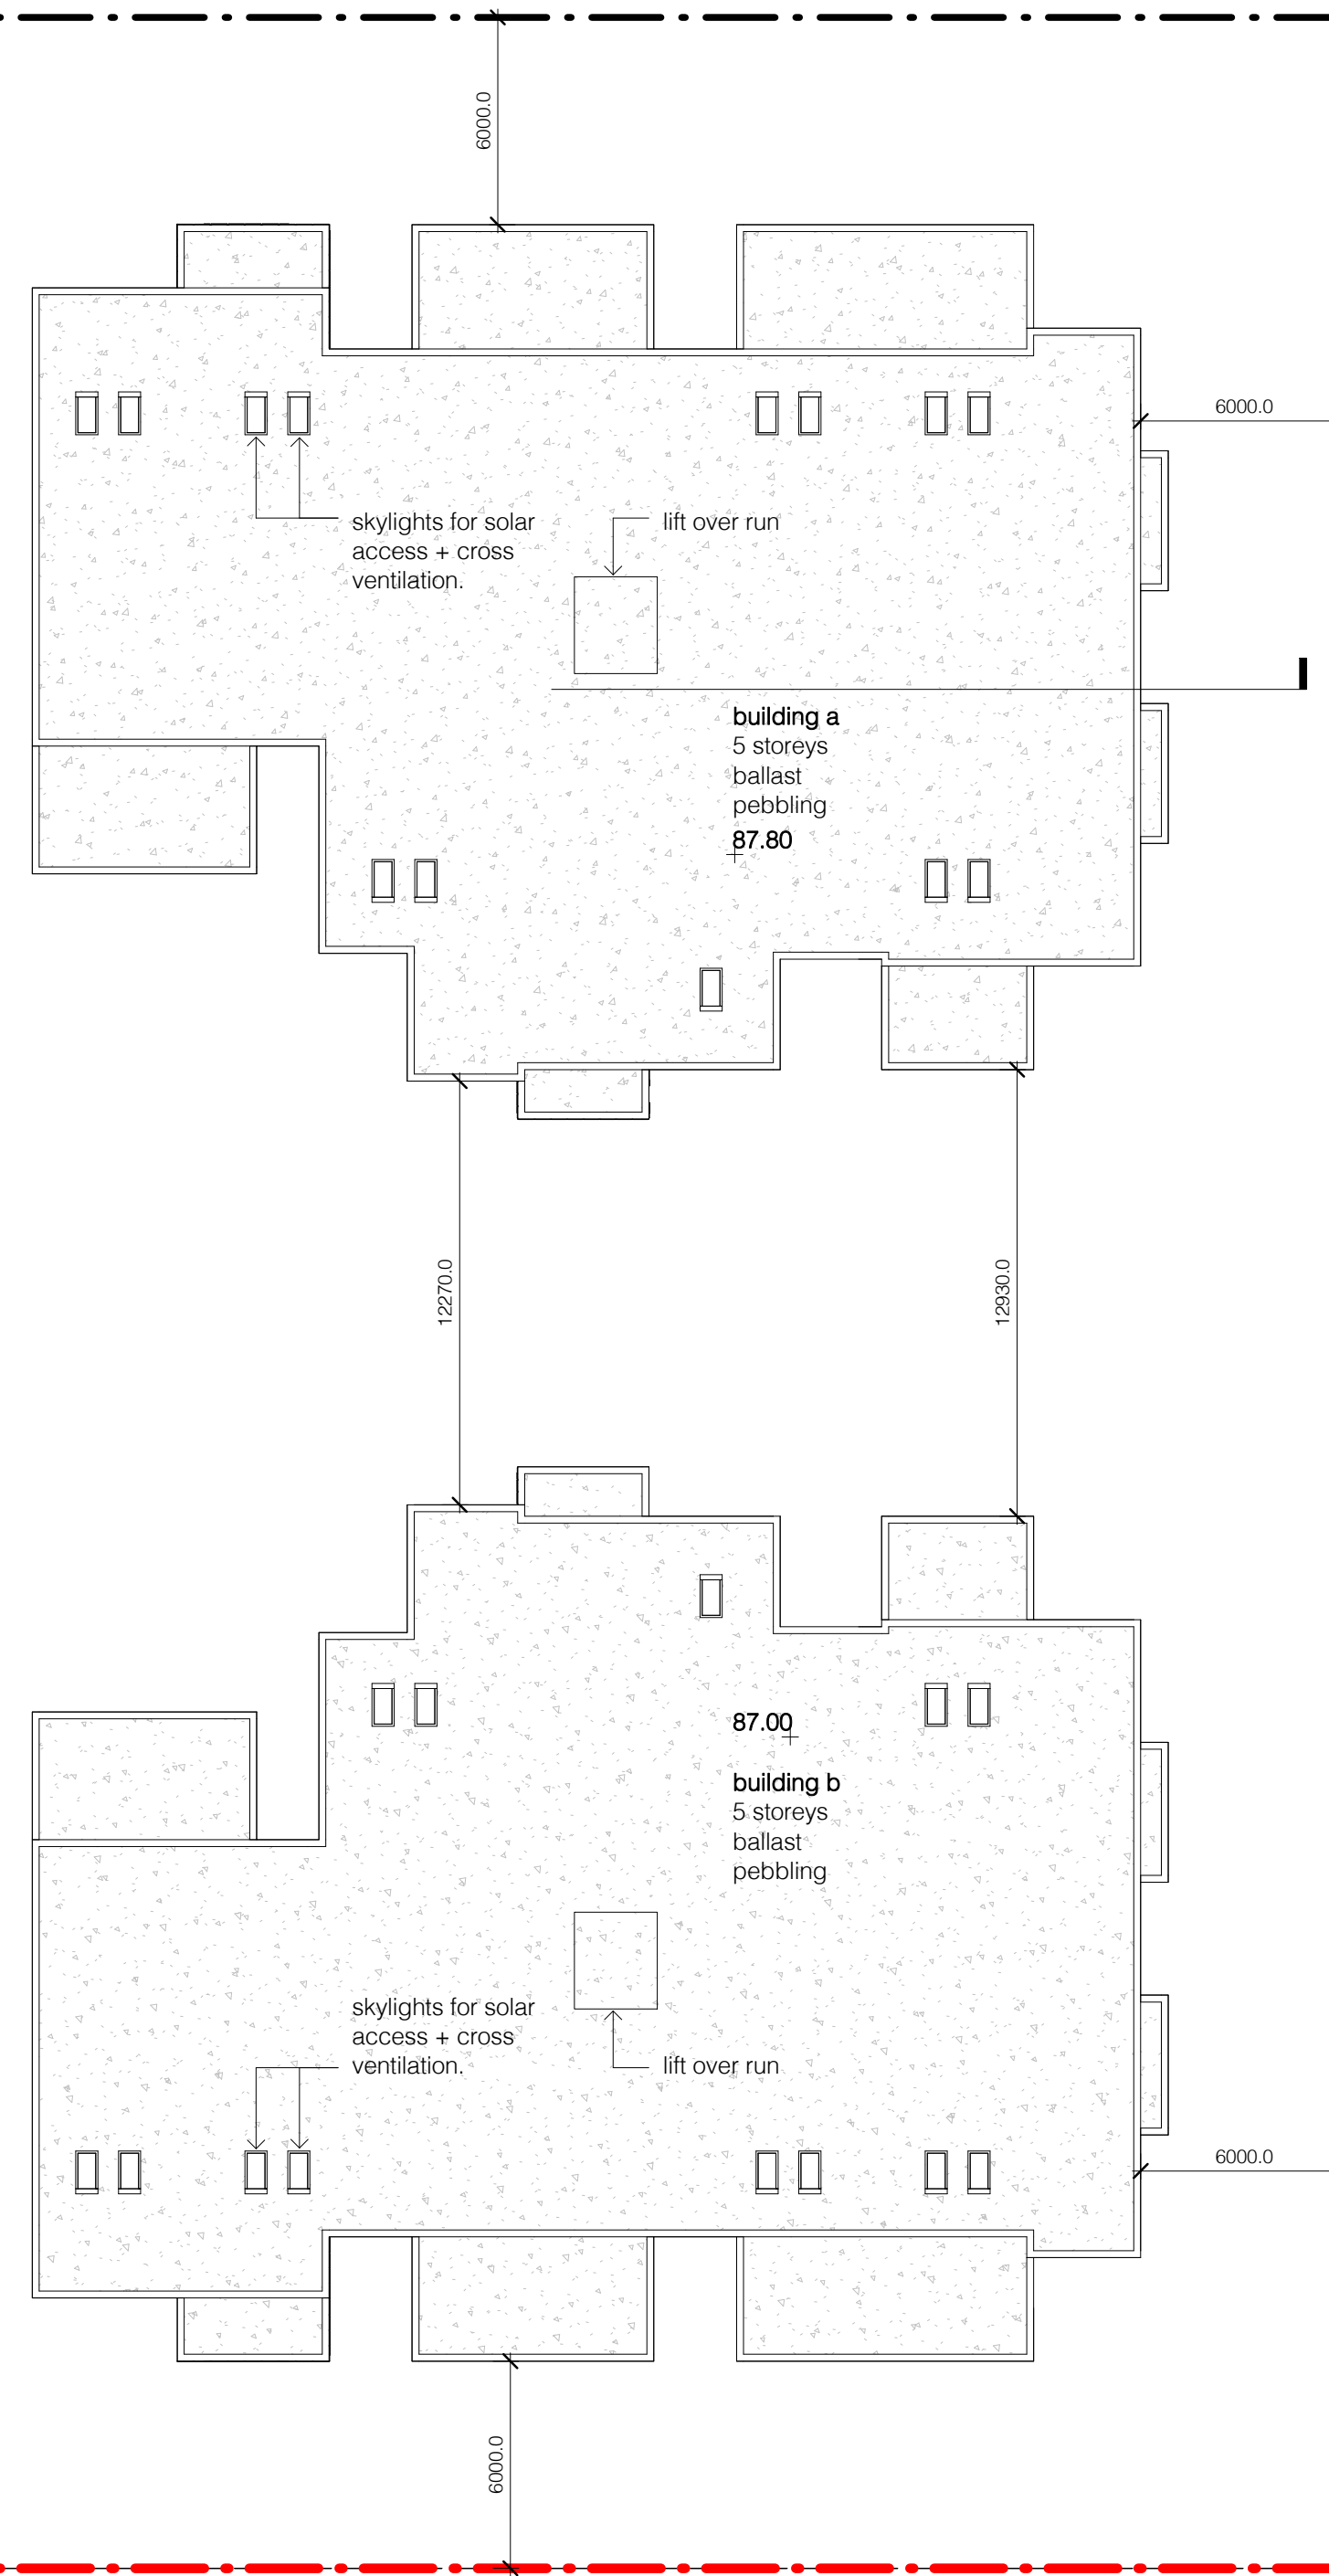 6000.0
6000.0
skylights for solar
access + cross
ventilation.
lift over run
building a
5 storeys
ballast
pebbling
87.80
12270.0
12930.0
87.00
building b
5 storeys
ballast
pebbling
skylights for solar
access + cross
ventilation.
lift over run
6000.0
6000.0